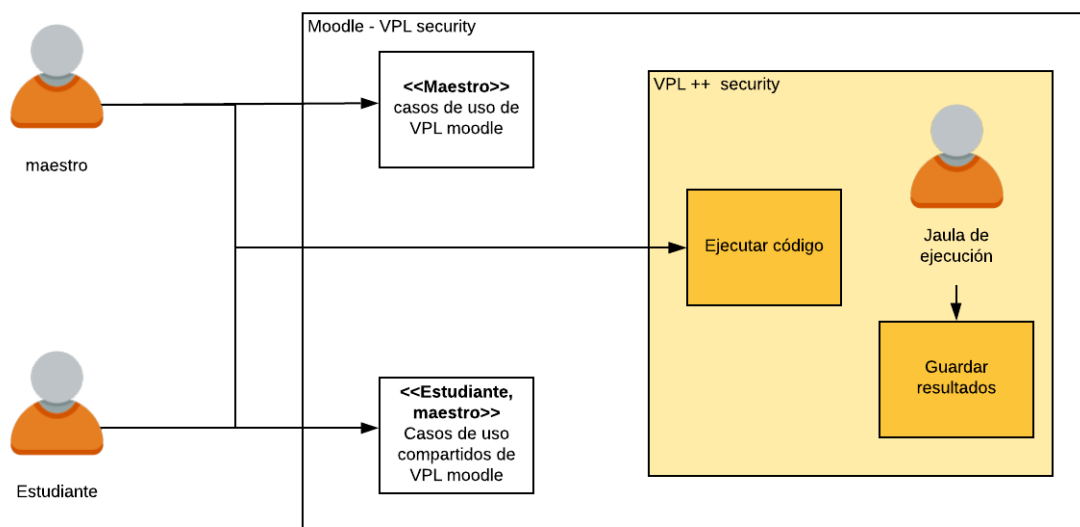 Moodle - VPL security
maestro
<<Maestro>>
casos de uso de
VPL moodle
VPL ++  security
Ejecutar código
Jaula de
ejecución
Guardar
resultados
Estudiante
<<Estudiante,
maestro>>
Casos de uso
compartidos de
VPL moodle